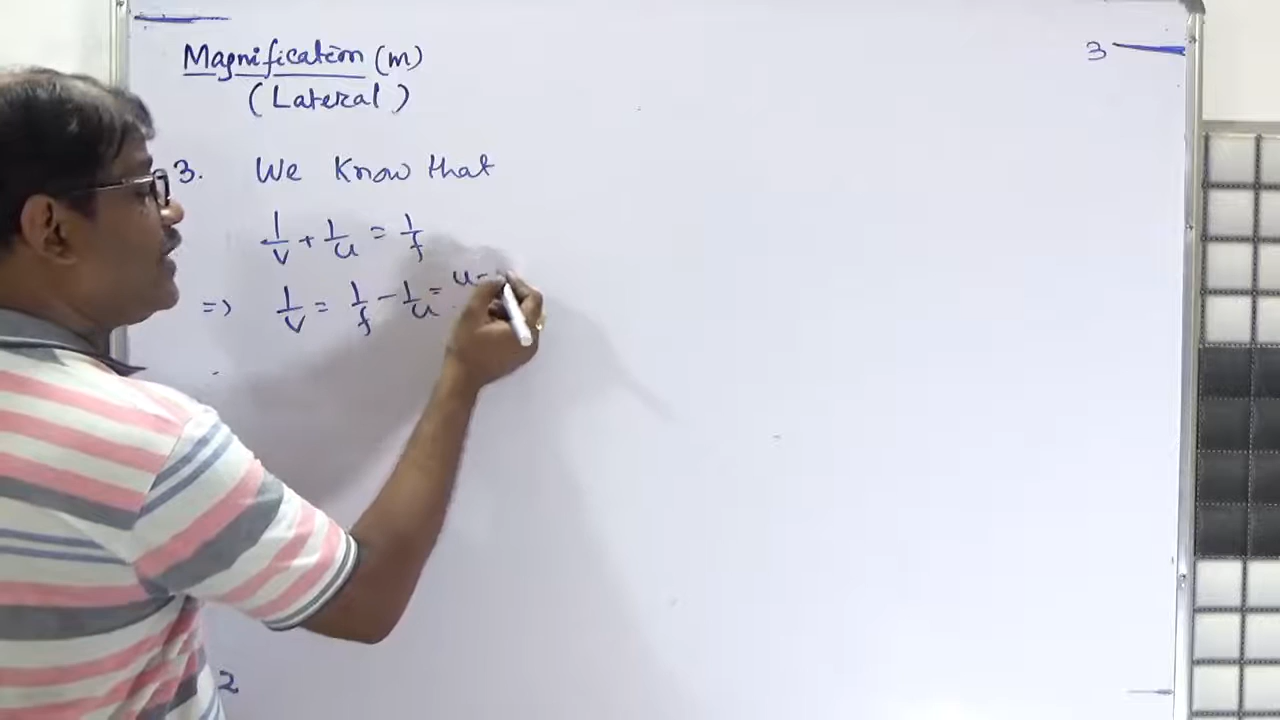 Magnification (m)
3
(Lateral)
3. We Know that
1/v + 1/u = 1/f
=> 1/v = 1/f - 1/u = u -
2